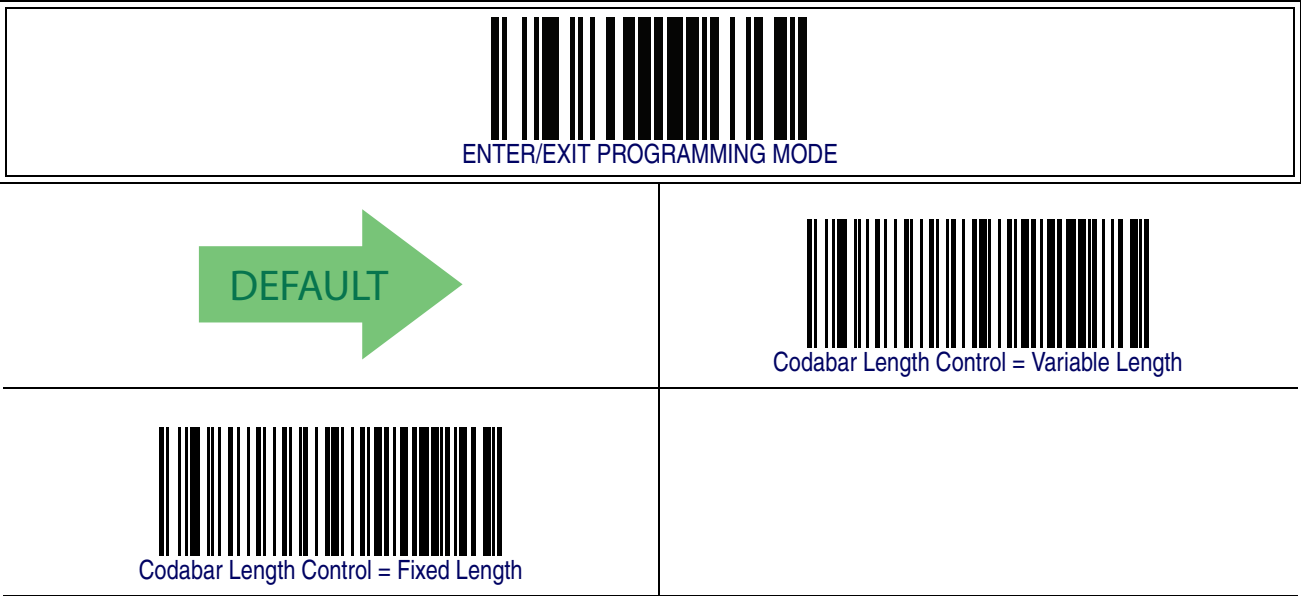 ENTER/EXIT PROGRAMMING MODE
DEFAULT
Codabar Length Control = Variable Length
Codabar Length Control = Fixed Length